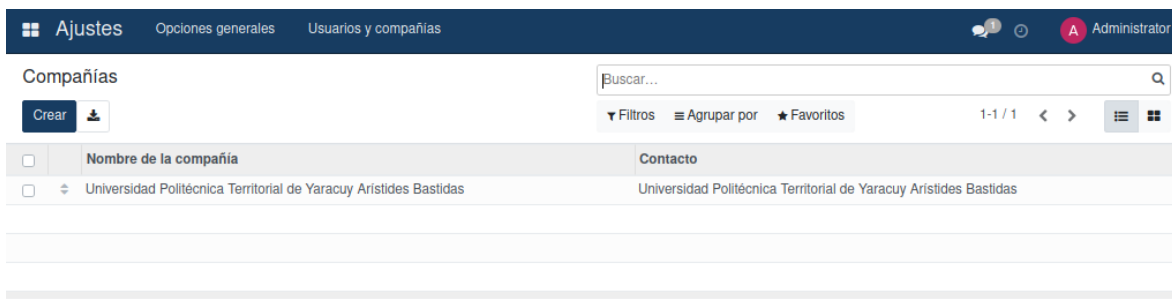 Ajustes Opciones generales Usuarios y compañías 1 A Administrator
Compañías Buscar...
Crear Filtros Agrupar por Favoritos 1-1 / 1
Nombre de la compañía Contacto
Universidad Politécnica Territorial de Yaracuy Arístides Bastidas Universidad Politécnica Territorial de Yaracuy Arístides Bastidas